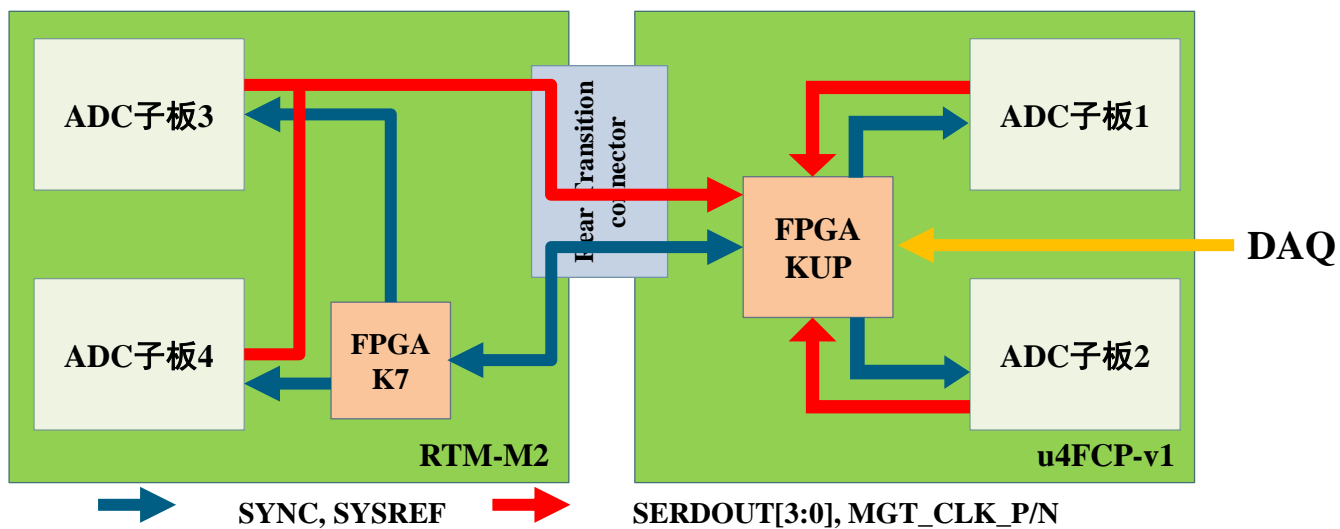 ADC子板3
ADC子板4
FPGA
K7
RTM-M2
Rear Transition
connector
FPGA
KUP
ADC子板1
ADC子板2
u4FCP-v1
DAQ
SYNC, SYSREF
SERDOUT[3:0], MGT_CLK_P/N